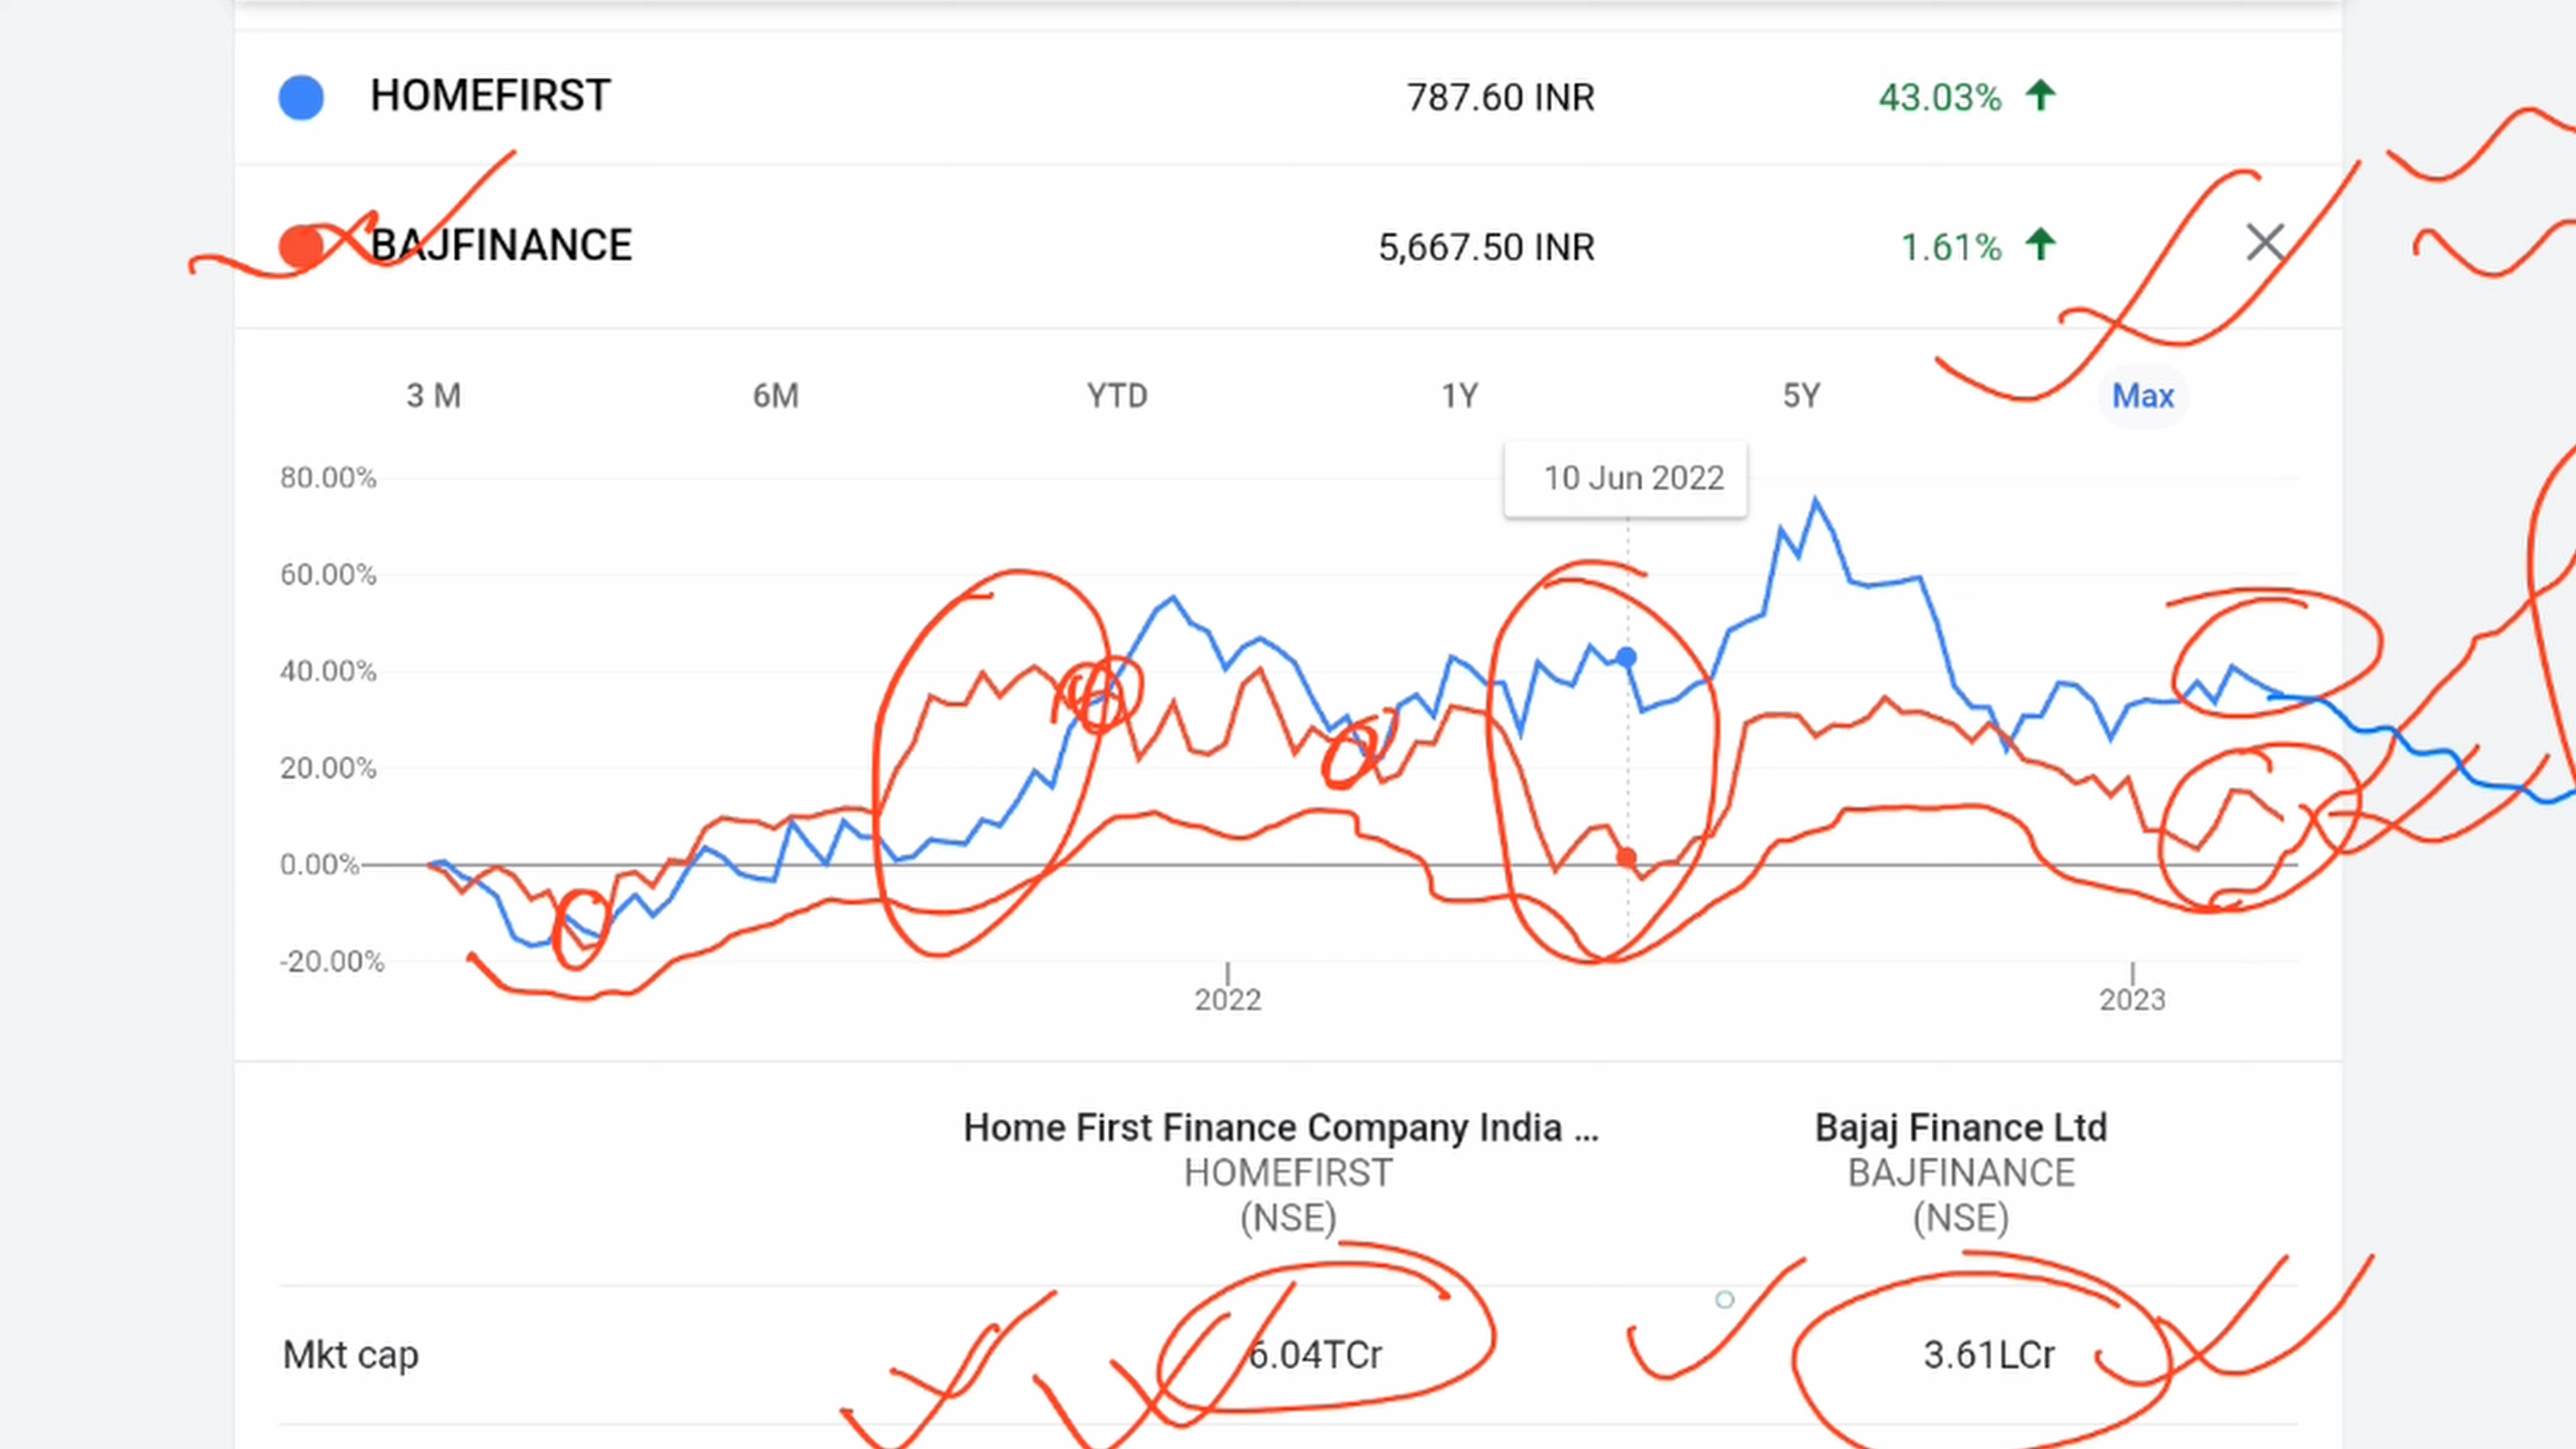 HOMEFIRST 787.60 INR 43.03%
BAJFINANCE 5,667.50 INR 1.61%
3 M 6M YTD 1Y 5Y Max
10 Jun 2022
80.00%
60.00%
40.00%
20.00%
0.00%
-20.00%
2022 2023
Home First Finance Company India ... Bajaj Finance Ltd
HOMEFIRST BAJFINANCE
(NSE) (NSE)
Mkt cap 6.04TCr 3.61LCr